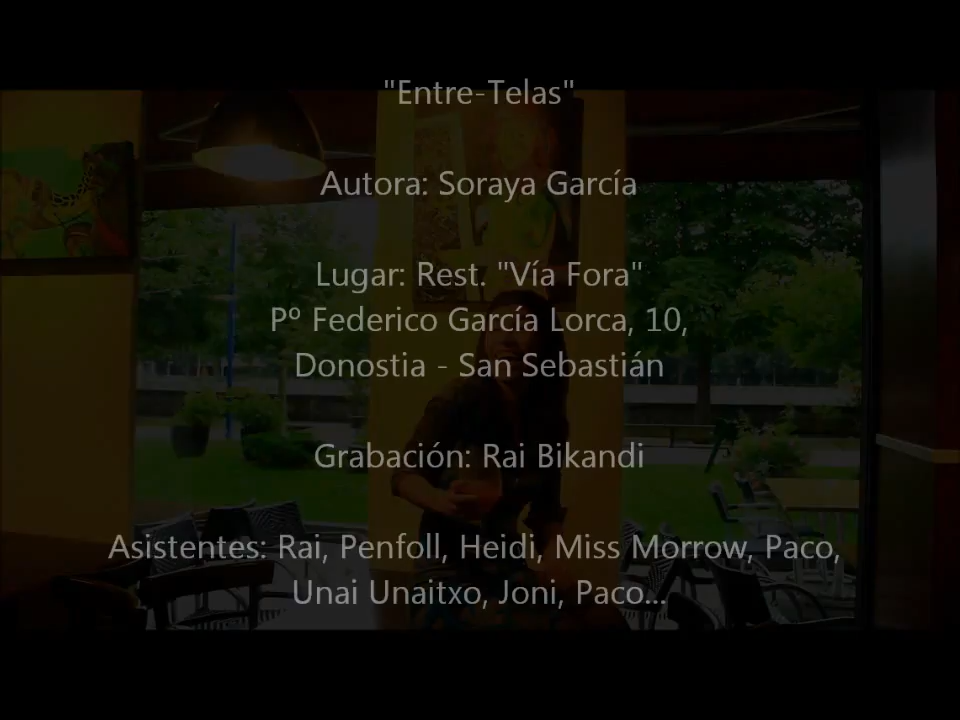 "Entre-Telas"
Autora: Soraya García
Lugar: Rest. "Vía Fora"
Pº Federico García Lorca, 10,
Donostia - San Sebastián
Grabación: Rai Bikandi
Asistentes: Rai, Penfoll, Heidi, Miss Morrow, Paco,
Unai Unaitxo, Joni, Paco...